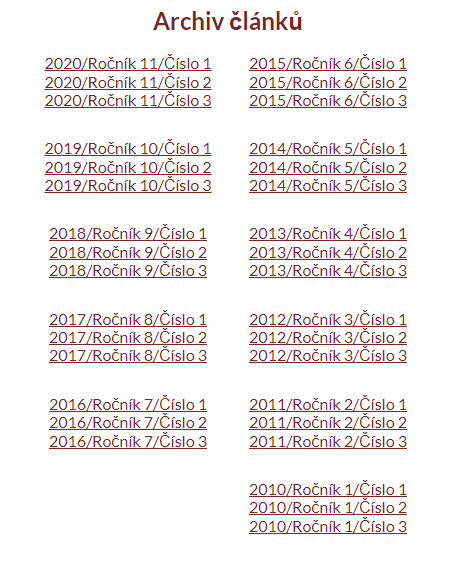 Archiv článků
2020/Ročník 11/Číslo 1
2020/Ročník 11/Číslo 2
2020/Ročník 11/Číslo 3
2019/Ročník 10/Číslo 1
2019/Ročník 10/Číslo 2
2019/Ročník 10/Číslo 3
2018/Ročník 9/Číslo 1
2018/Ročník 9/Číslo 2
2018/Ročník 9/Číslo 3
2017/Ročník 8/Číslo 1
2017/Ročník 8/Číslo 2
2017/Ročník 8/Číslo 3
2016/Ročník 7/Číslo 1
2016/Ročník 7/Číslo 2
2016/Ročník 7/Číslo 3
2015/Ročník 6/Číslo 1
2015/Ročník 6/Číslo 2
2015/Ročník 6/Číslo 3
2014/Ročník 5/Číslo 1
2014/Ročník 5/Číslo 2
2014/Ročník 5/Číslo 3
2013/Ročník 4/Číslo 1
2013/Ročník 4/Číslo 2
2013/Ročník 4/Číslo 3
2012/Ročník 3/Číslo 1
2012/Ročník 3/Číslo 2
2012/Ročník 3/Číslo 3
2011/Ročník 2/Číslo 1
2011/Ročník 2/Číslo 2
2011/Ročník 2/Číslo 3
2010/Ročník 1/Číslo 1
2010/Ročník 1/Číslo 2
2010/Ročník 1/Číslo 3